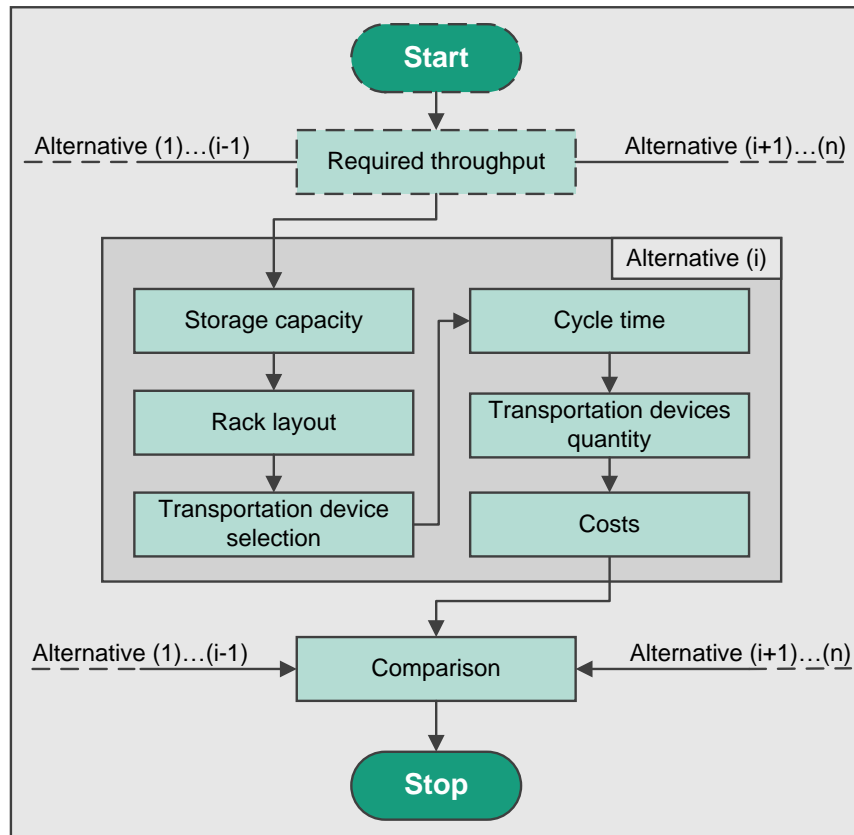 Start
Alternative (1)…(i-1)
Required throughput
Alternative (i+1)…(n)
Alternative (i)
Storage capacity
Rack layout
Transportation device
selection
Cycle time
Transportation devices
quantity
Costs
Alternative (1)…(i-1)
Comparison
Alternative (i+1)…(n)
Stop